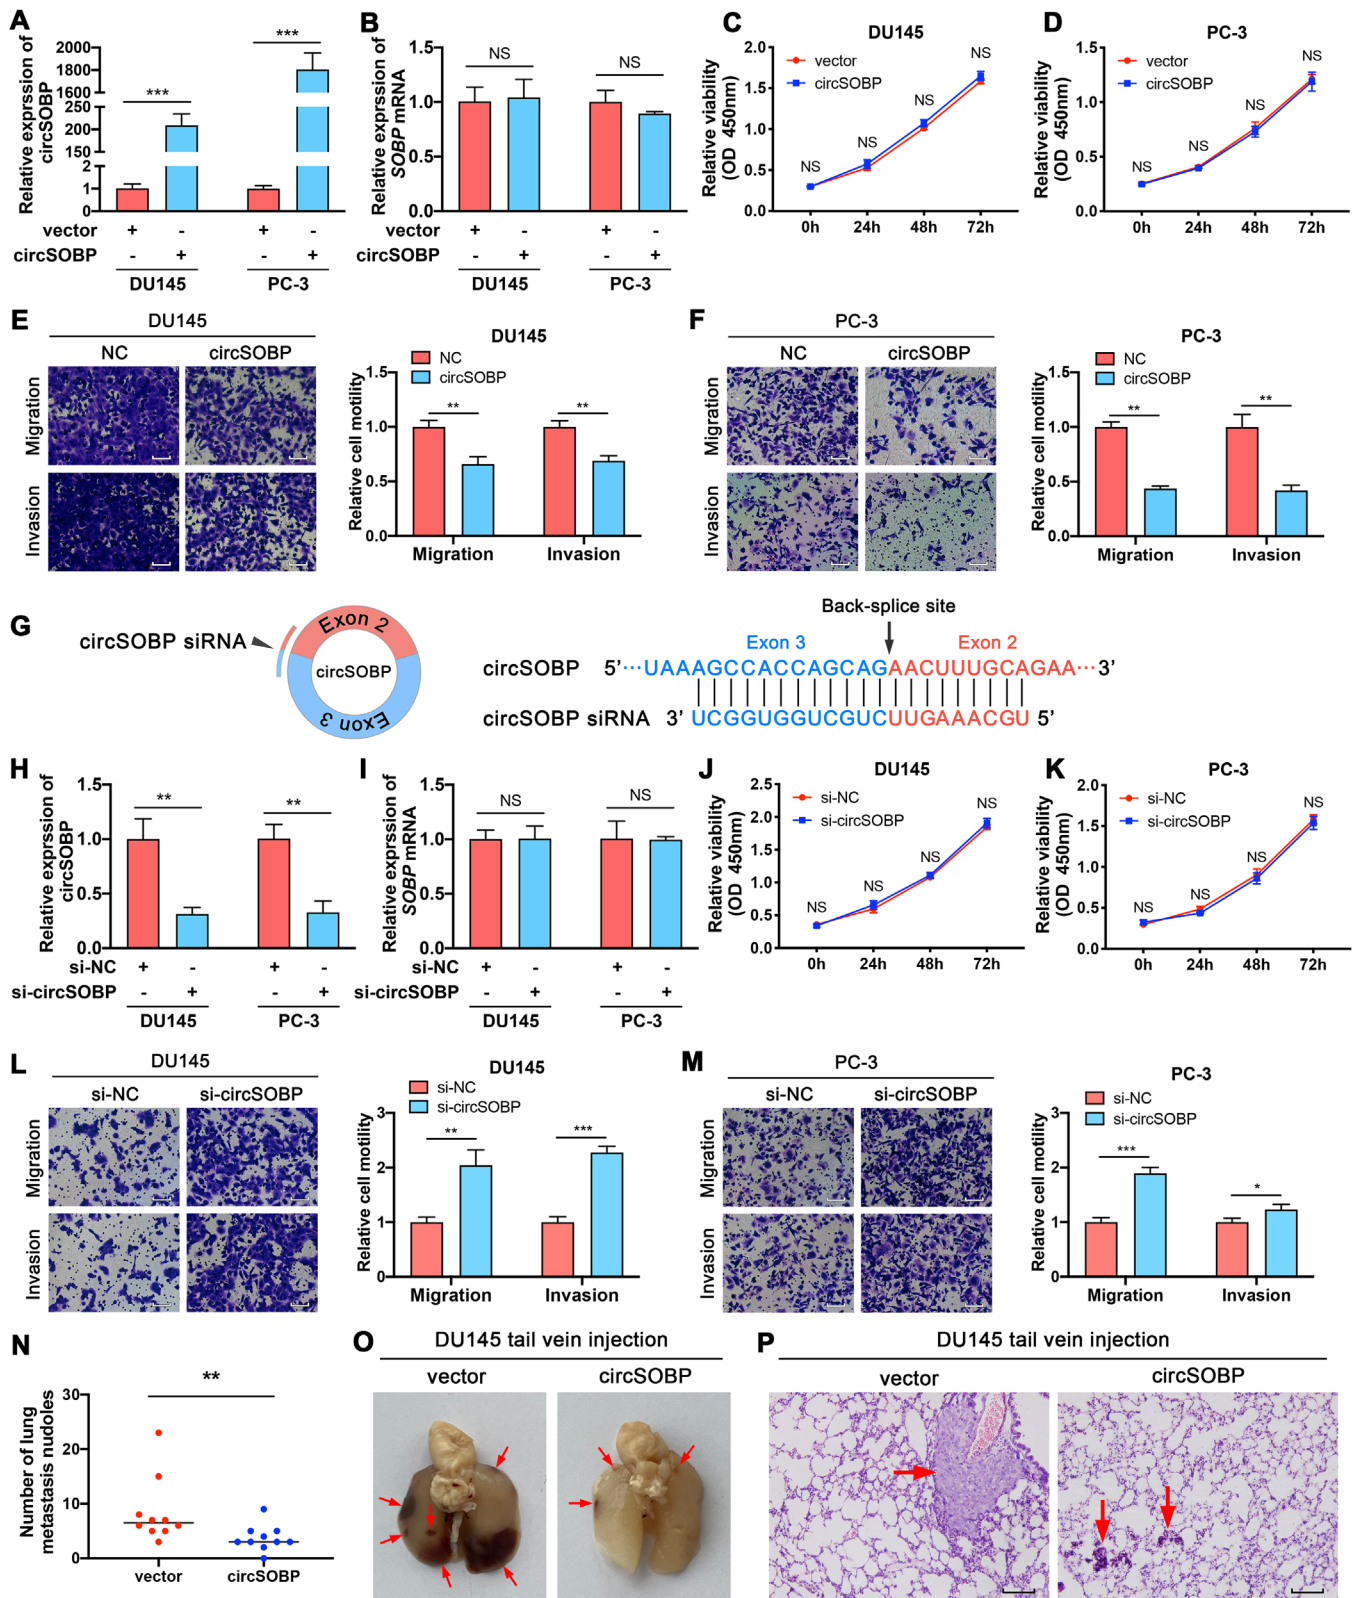 A
Relative exprssion of
circSOBP
2000
1800
1600
250
200
150
2
1
0
***
***
vector + - + -
circSOBP - + - +
DU145 PC-3
B
Relative exprssion of
SOBP mRNA
1.5
1.0
0.5
0.0
NS
NS
vector + - + -
circSOBP - + - +
DU145 PC-3
C
DU145
Relative viability
(OD 450nm)
2.0
1.5
1.0
0.5
0.0
vector
circSOBP
NS NS NS NS
0h 24h 48h 72h
D
PC-3
Relative viability
(OD 450nm)
1.5
1.0
0.5
0.0
vector
circSOBP
NS NS NS NS
0h 24h 48h 72h
E
DU145
NC circSOBP
Migration
Invasion
DU145
NC
circSOBP
Relative cell motility
1.5
1.0
0.5
0.0
** **
Migration Invasion
F
PC-3
NC circSOBP
Migration
Invasion
PC-3
NC
circSOBP
Relative cell motility
1.5
1.0
0.5
0.0
** **
Migration Invasion
G
circSOBP siRNA
Exon 2
circSOBP
Exon 3
Back-splice site
Exon 3 Exon 2
circSOBP 5’···UAAAGCCACCAGCAGAACUUUGCAGAA···3’
circSOBP siRNA 3’ UCGGUGGUCGUCUUGAAACGU 5’
H
Relative exprssion of
circSOBP
1.5
1.0
0.5
0.0
** **
si-NC + - + -
si-circSOBP - + - +
DU145 PC-3
I
Relative exprssion of
SOBP mRNA
1.5
1.0
0.5
0.0
NS NS
si-NC + - + -
si-circSOBP - + - +
DU145 PC-3
J
DU145
Relative viability
(OD 450nm)
2.5
2.0
1.5
1.0
0.5
0.0
si-NC
si-circSOBP
NS NS NS NS
0h 24h 48h 72h
K
PC-3
Relative viability
(OD 450nm)
2.0
1.5
1.0
0.5
0.0
si-NC
si-circSOBP
NS NS NS NS
0h 24h 48h 72h
L
DU145
si-NC si-circSOBP
Migration
Invasion
DU145
si-NC
si-circSOBP
Relative cell motility
3
2
1
0
** ***
Migration Invasion
M
PC-3
si-NC si-circSOBP
Migration
Invasion
PC-3
si-NC
si-circSOBP
Relative cell motility
3
2
1
0
*** *
Migration Invasion
N
Number of lung
metastasis nudoles
30
20
10
0
**
vector circSOBP
O
DU145 tail vein injection
vector circSOBP
P
DU145 tail vein injection
vector circSOBP